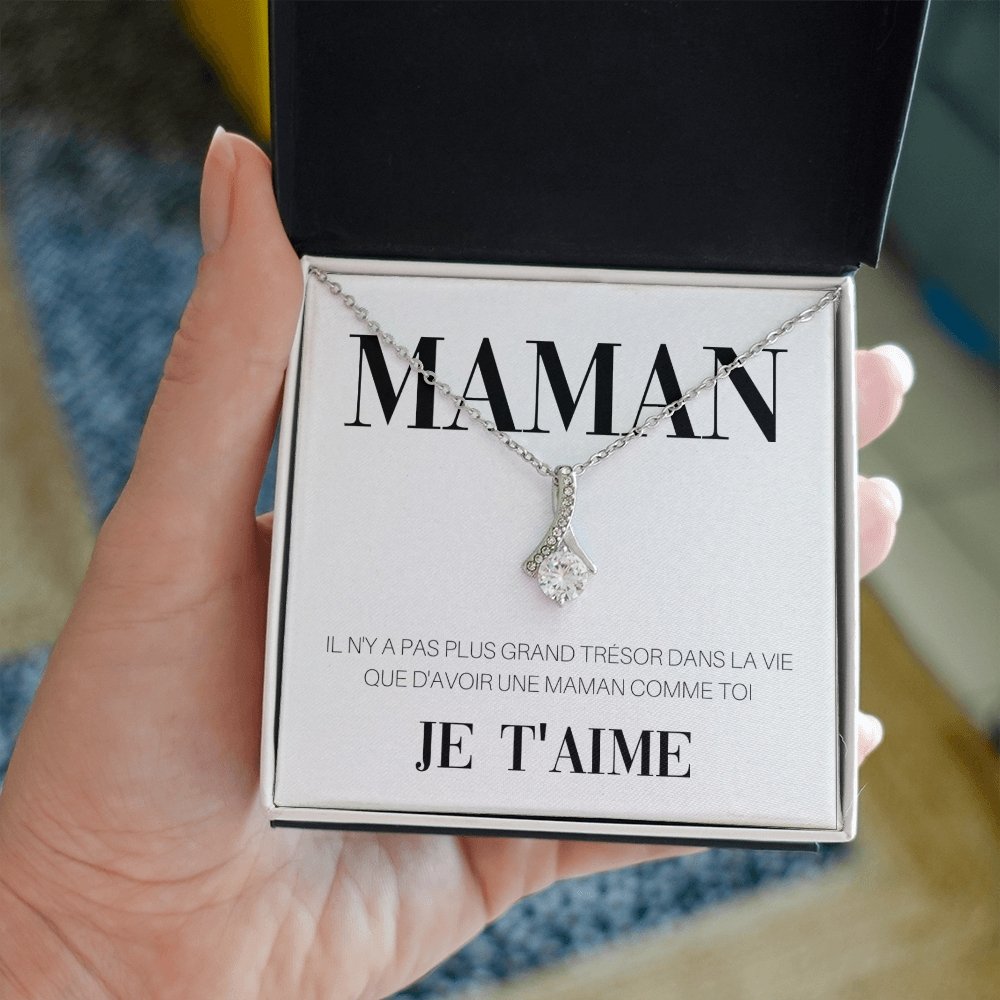 MAMAN
IL N'Y A PAS PLUS GRAND TRÉSOR DANS LA VIE
QUE D'AVOIR UNE MAMAN COMME TOI
JE T'AIME